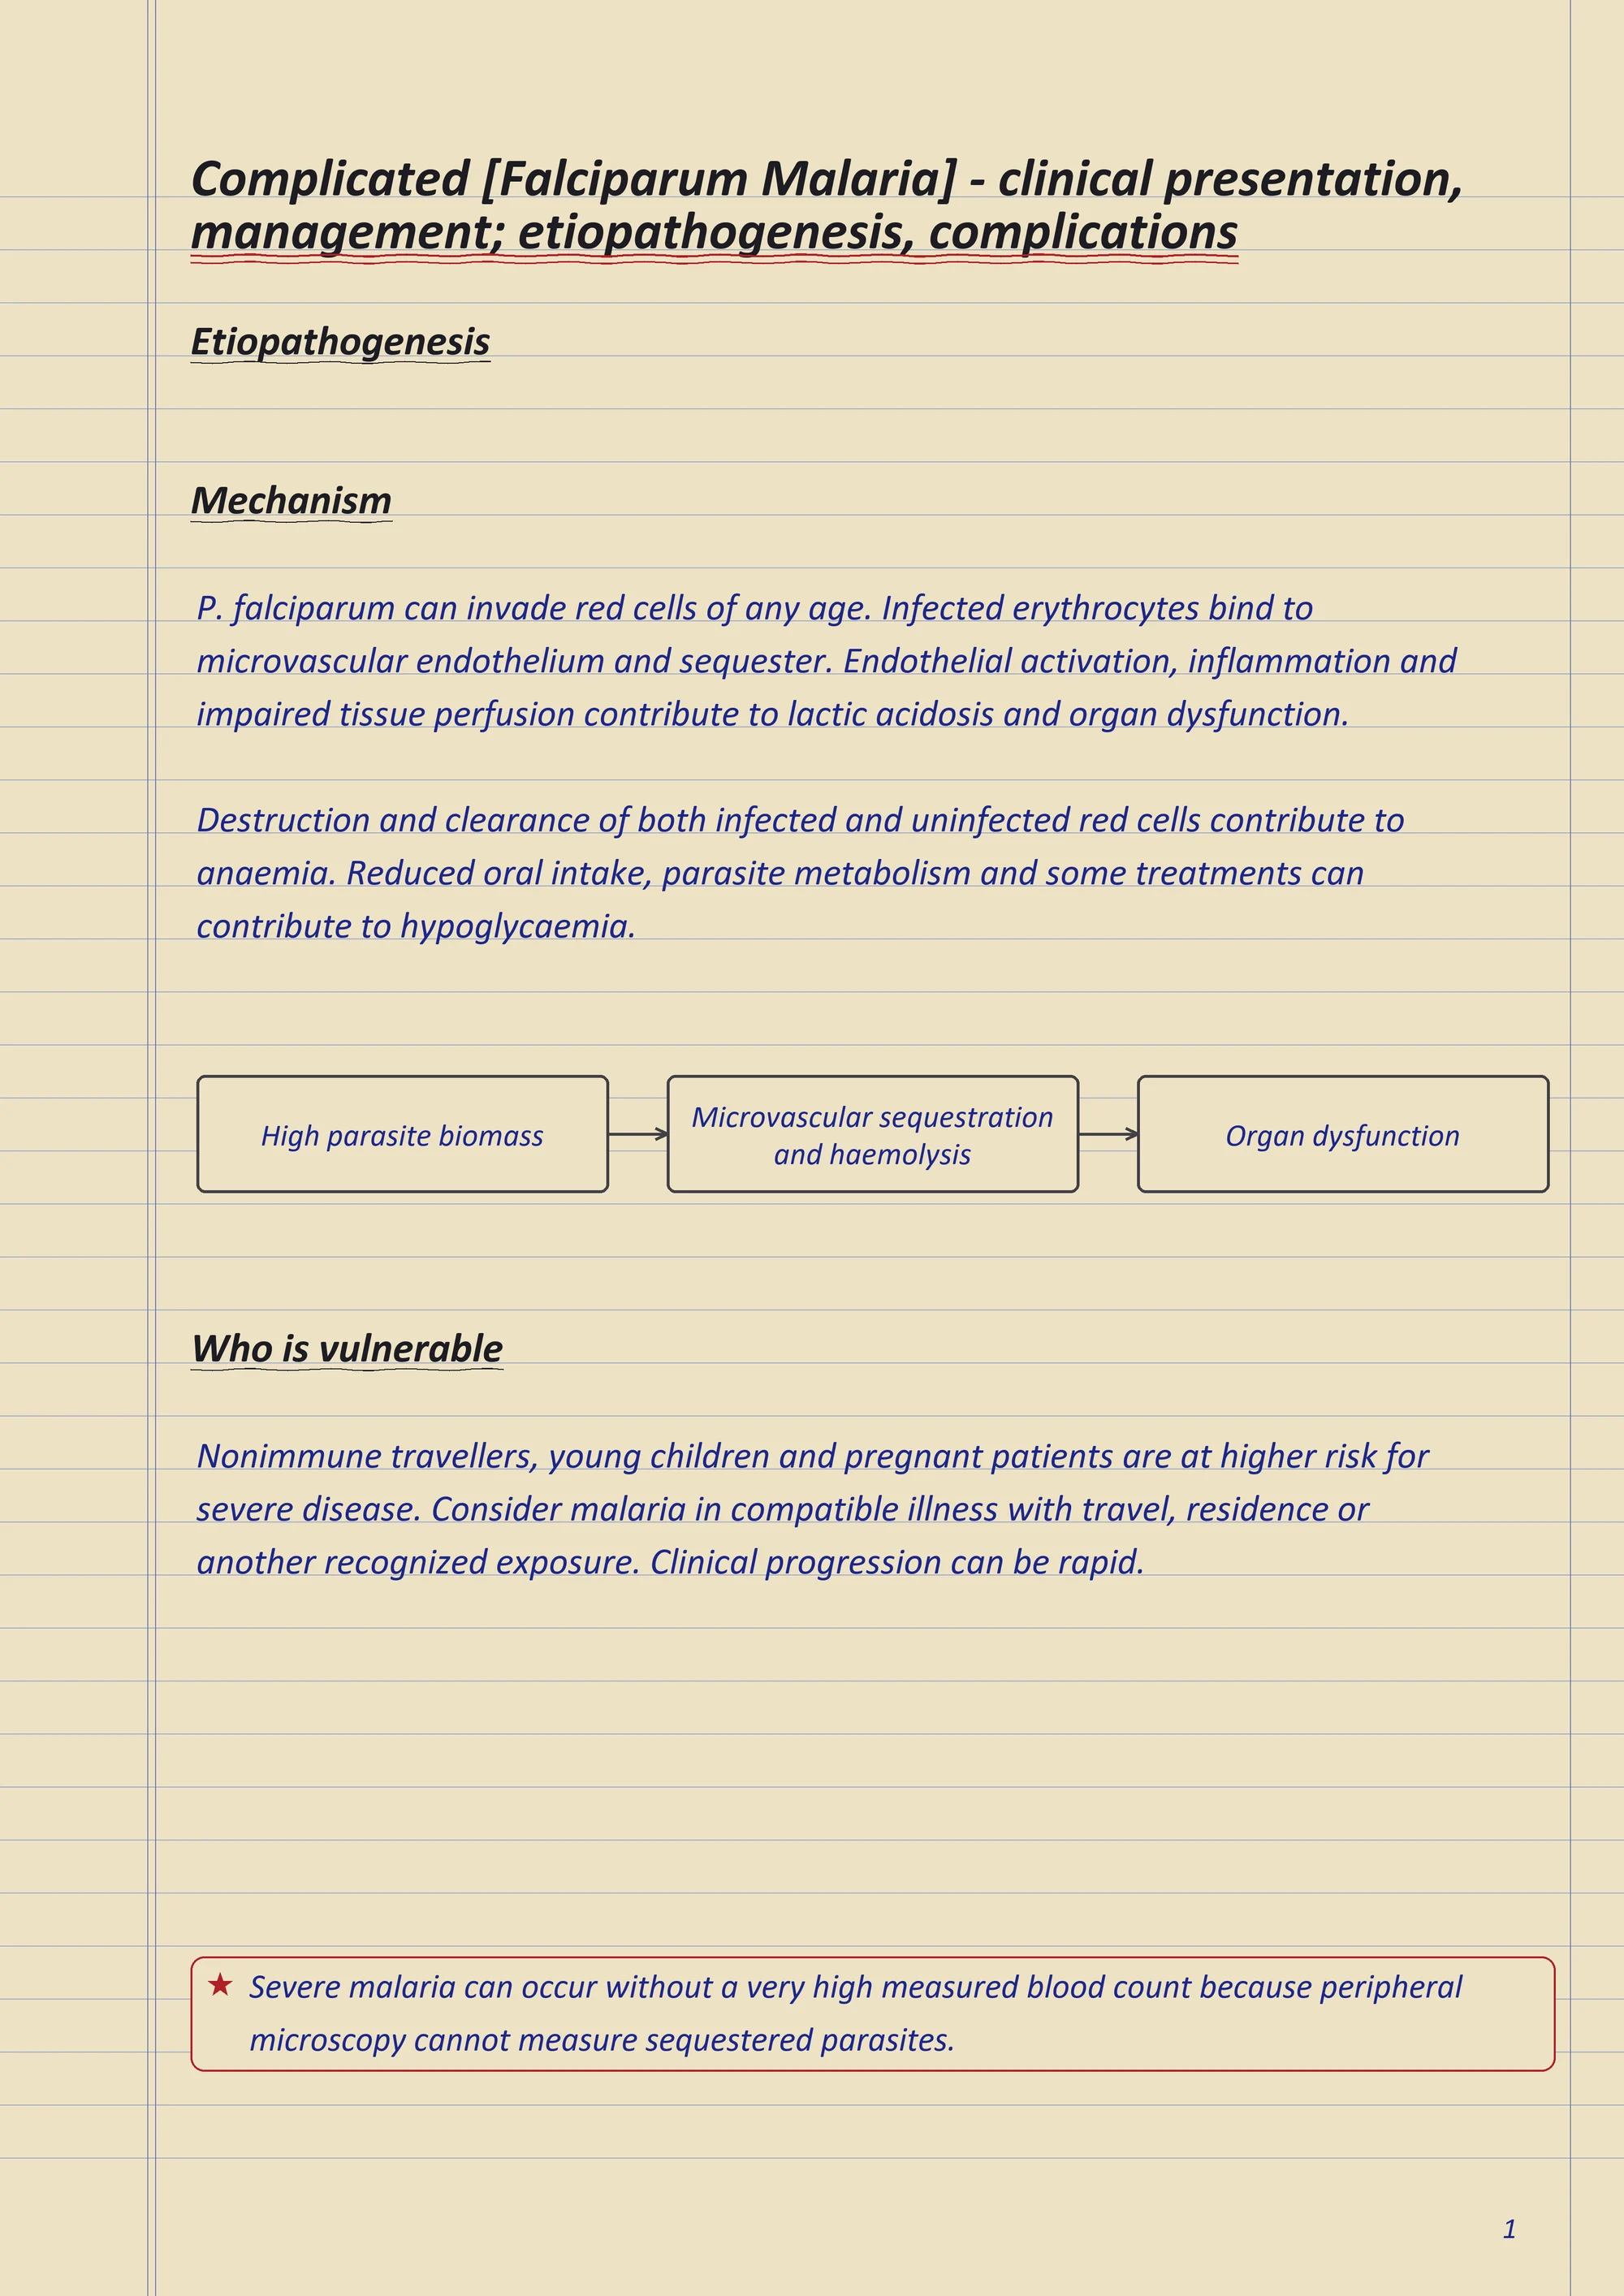 Complicated [Falciparum Malaria] - clinical presentation,
management; etiopathogenesis, complications
Etiopathogenesis
Mechanism
P. falciparum can invade red cells of any age. Infected erythrocytes bind to
microvascular endothelium and sequester. Endothelial activation, inflammation and
impaired tissue perfusion contribute to lactic acidosis and organ dysfunction.
Destruction and clearance of both infected and uninfected red cells contribute to
anaemia. Reduced oral intake, parasite metabolism and some treatments can
contribute to hypoglycaemia.
High parasite biomass
Microvascular sequestration
and haemolysis
Organ dysfunction
Who is vulnerable
Nonimmune travellers, young children and pregnant patients are at higher risk for
severe disease. Consider malaria in compatible illness with travel, residence or
another recognized exposure. Clinical progression can be rapid.
★ Severe malaria can occur without a very high measured blood count because peripheral
microscopy cannot measure sequestered parasites.
1